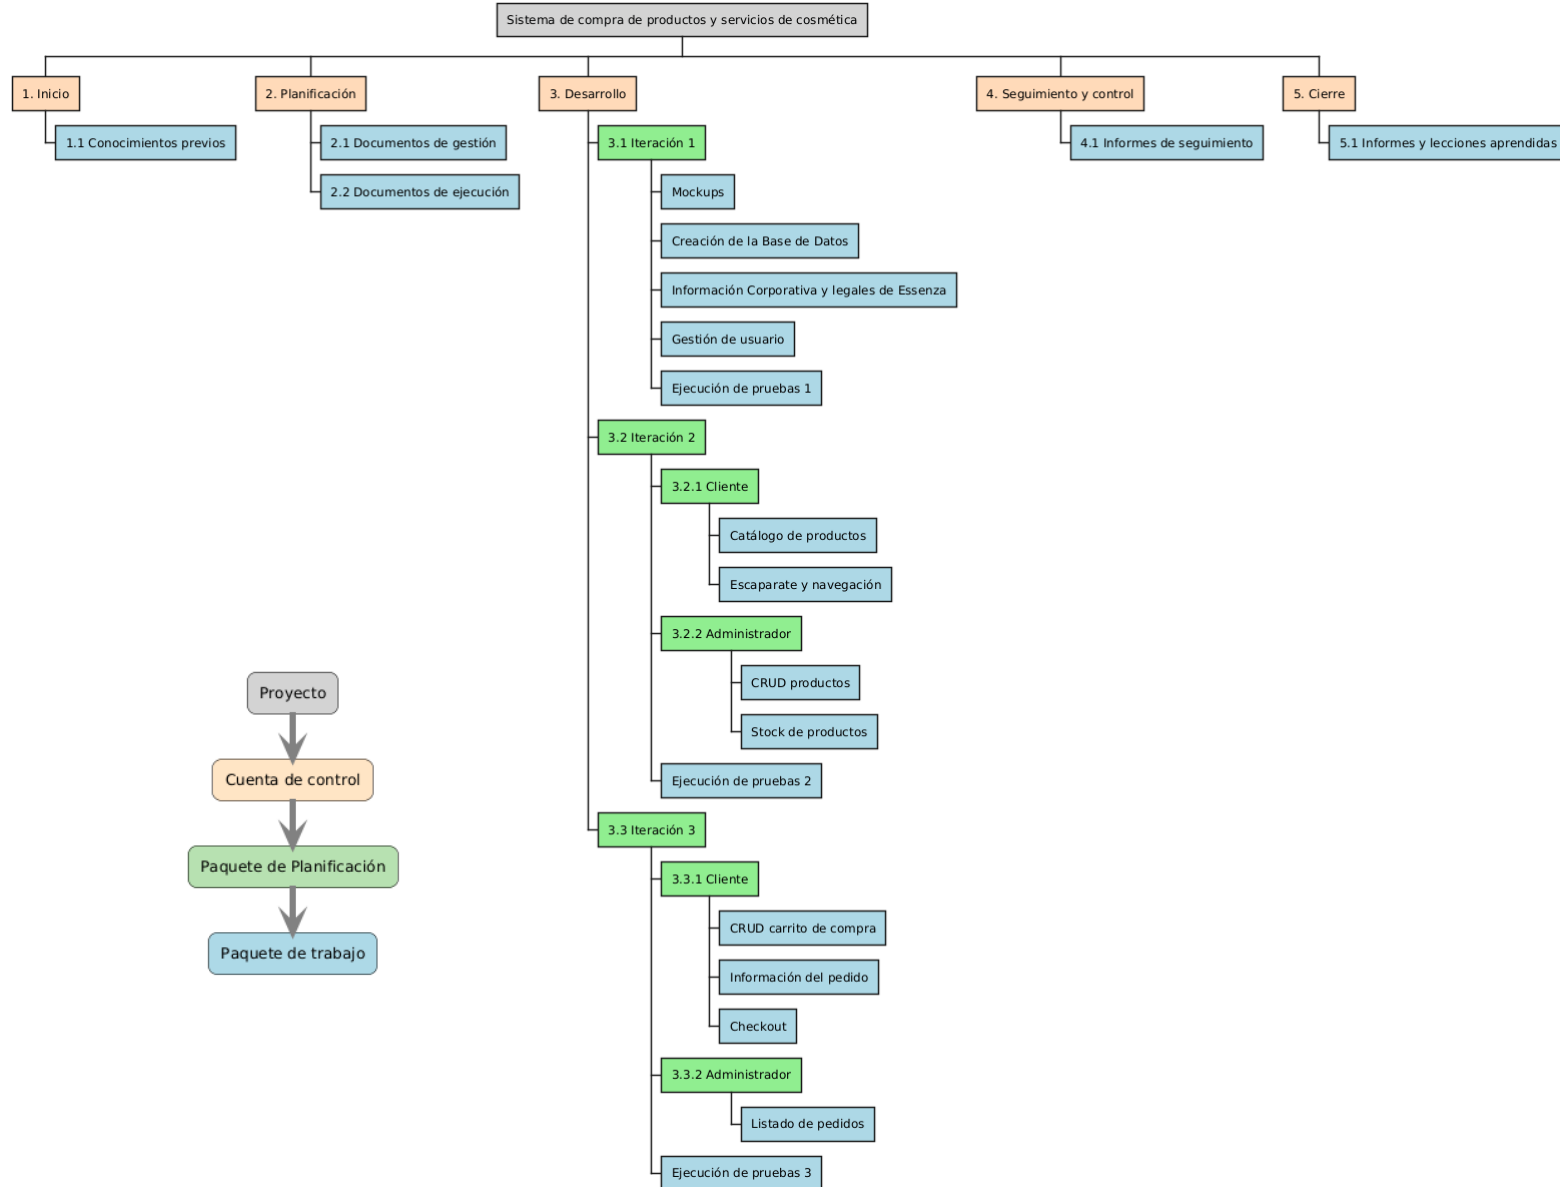 Sistema de compra de productos y servicios de cosmética
1. Inicio
1.1 Conocimientos previos
2. Planificación
2.1 Documentos de gestión
2.2 Documentos de ejecución
3. Desarrollo
3.1 Iteración 1
Mockups
Creación de la Base de Datos
Información Corporativa y legales de Essenza
Gestión de usuario
Ejecución de pruebas 1
3.2 Iteración 2
3.2.1 Cliente
Catálogo de productos
Escaparate y navegación
3.2.2 Administrador
CRUD productos
Stock de productos
Ejecución de pruebas 2
3.3 Iteración 3
3.3.1 Cliente
CRUD carrito de compra
Información del pedido
Checkout
3.3.2 Administrador
Listado de pedidos
Ejecución de pruebas 3
4. Seguimiento y control
4.1 Informes de seguimiento
5. Cierre
5.1 Informes y lecciones aprendidas
Proyecto
Cuenta de control
Paquete de Planificación
Paquete de trabajo